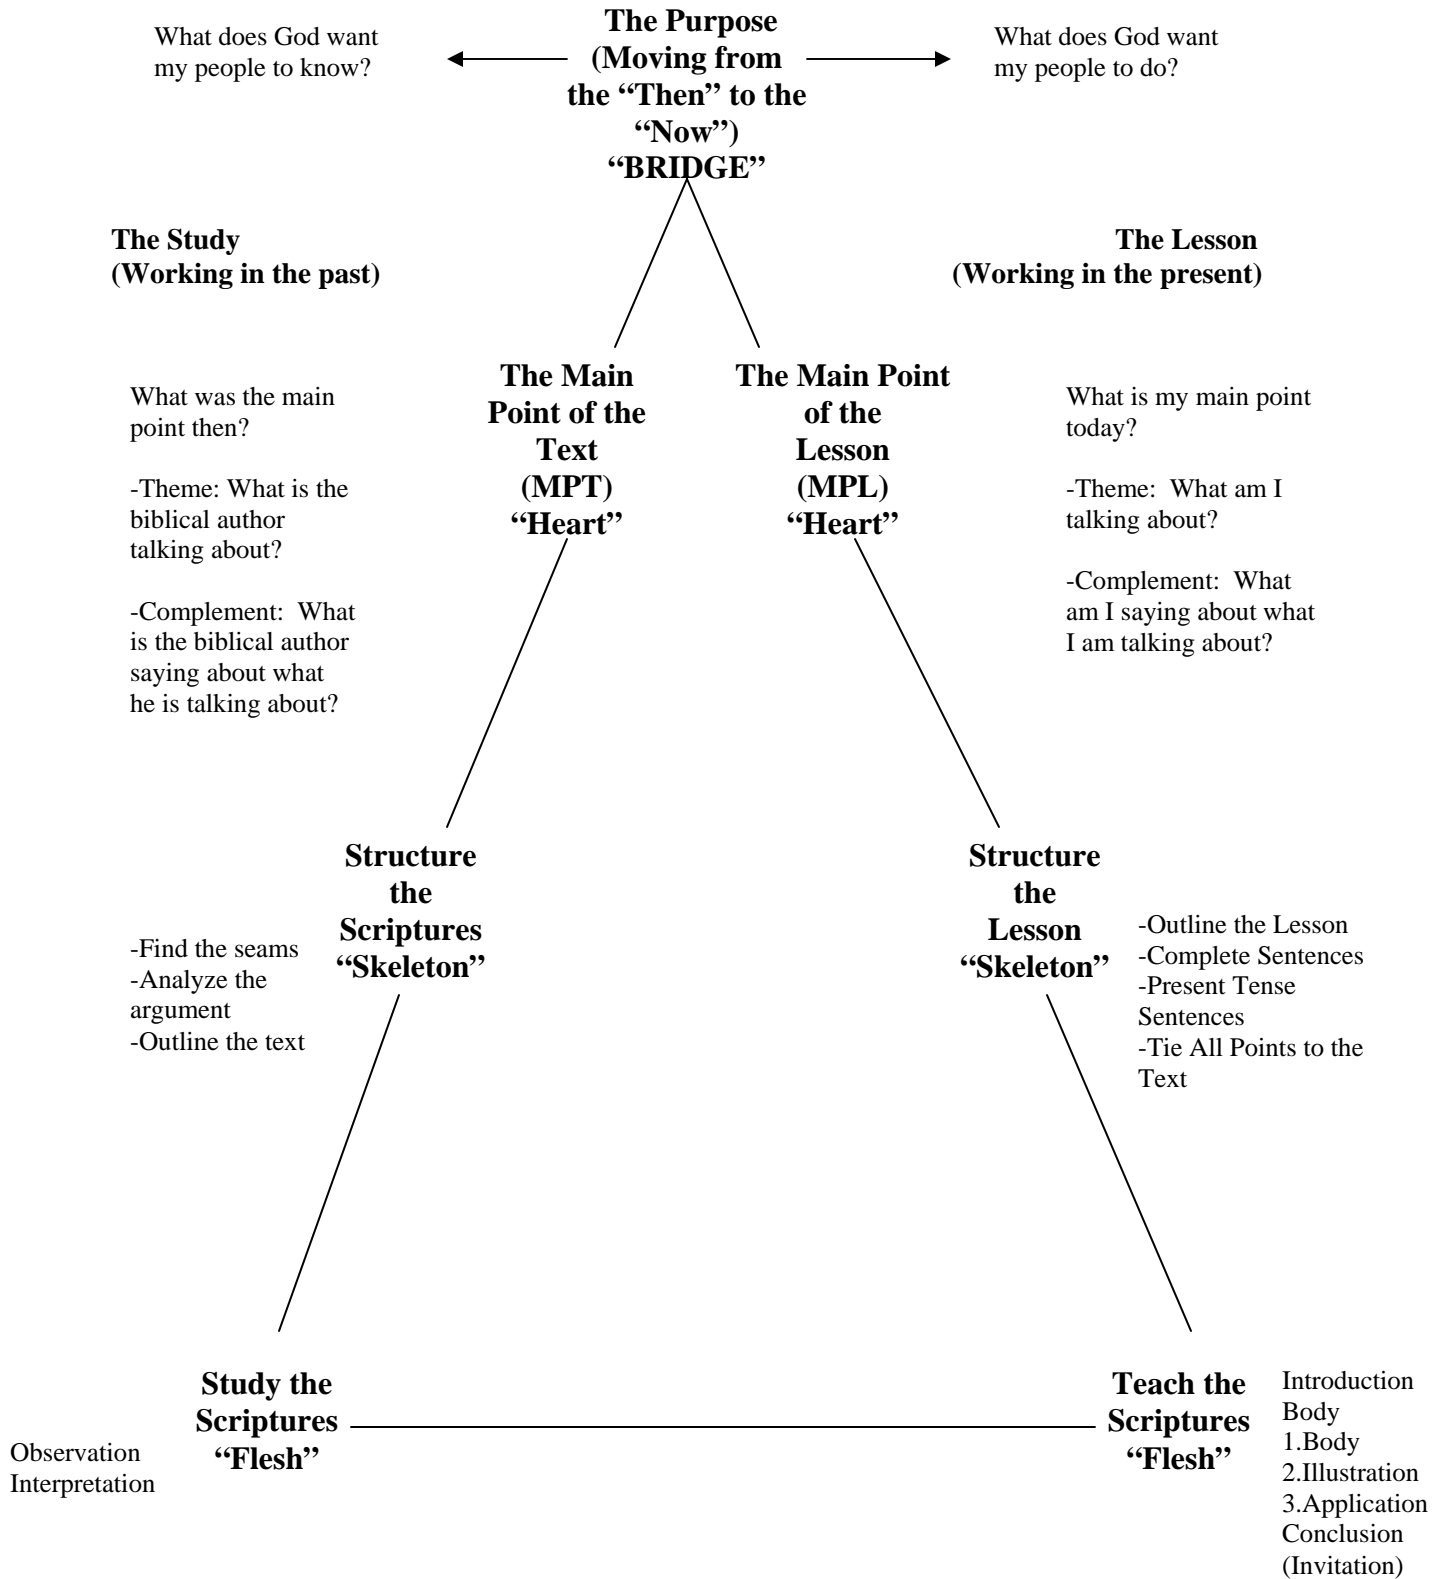 What does God want
my people to know?
The Purpose
(Moving from
the “Then” to the
“Now”)
“BRIDGE”
What does God want
my people to do?
The Study
(Working in the past)
The Lesson
(Working in the present)
What was the main
point then?
-Theme: What is the
biblical author
talking about?
-Complement:  What
is the biblical author
saying about what
he is talking about?
The Main
Point of the
Text
(MPT)
“Heart”
The Main Point
of the
Lesson
(MPL)
“Heart”
What is my main point
today?
-Theme:  What am I
talking about?
-Complement:  What
am I saying about what
I am talking about?
Structure
the
Scriptures
“Skeleton”
-Find the seams
-Analyze the
argument
-Outline the text
Structure
the
Lesson
“Skeleton”
-Outline the Lesson
-Complete Sentences
-Present Tense
Sentences
-Tie All Points to the
Text
Study the
Scriptures
“Flesh”
Observation
Interpretation
Teach the
Scriptures
“Flesh”
Introduction
Body
1.Body
2.Illustration
3.Application
Conclusion
(Invitation)